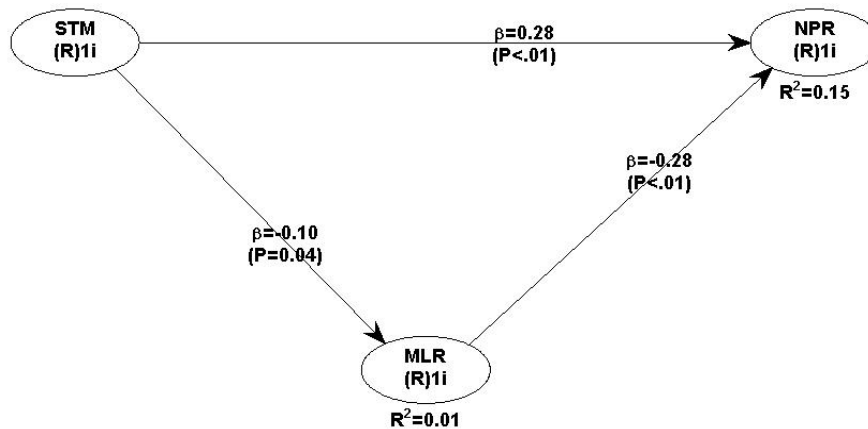 STM
(R)1i
β=0.28
(P<.01)
NPR
(R)1i
R²=0.15
β=-0.28
(P<.01)
β=-0.10
(P=0.04)
MLR
(R)1i
R²=0.01